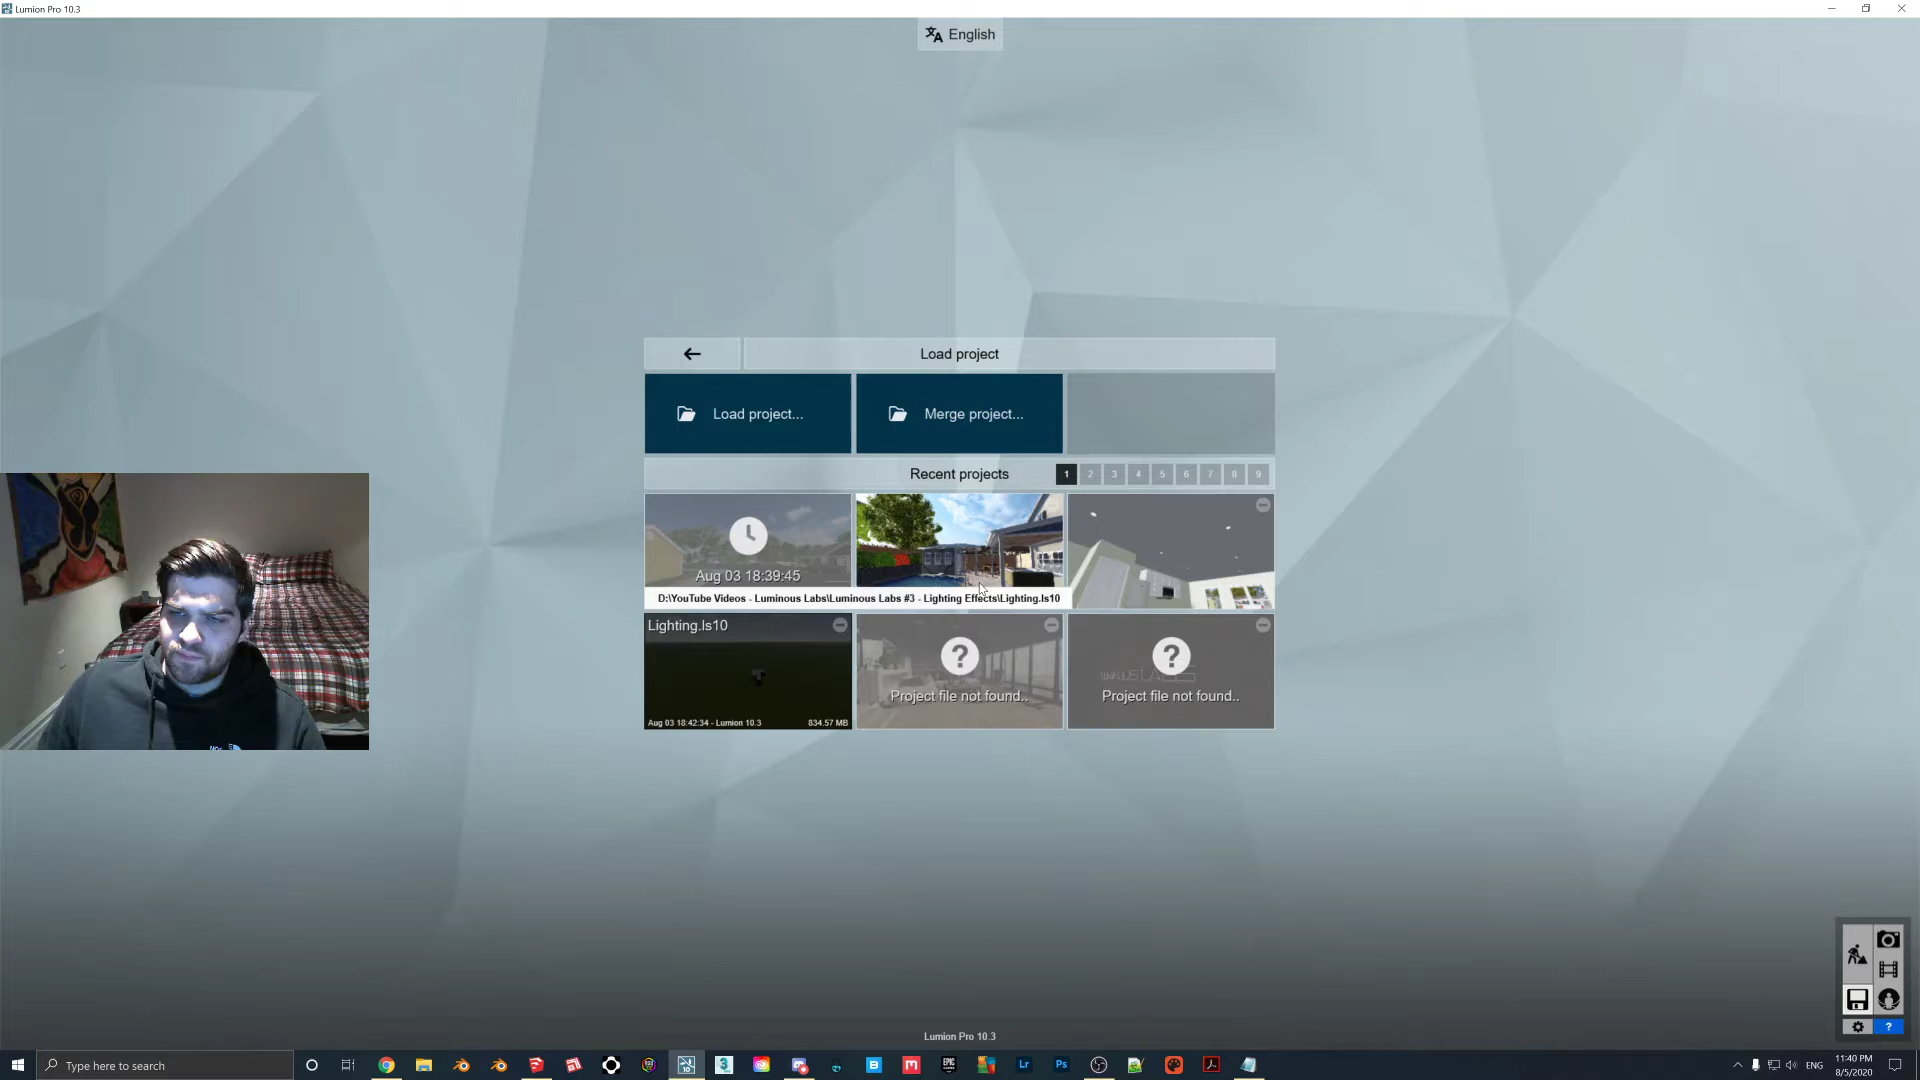 Lumion Pro 10.3
English
Load project
Load project...
Merge project...
Recent projects
1 2 3 4 5 6 7 8 9
Aug 03 18:39:45
D:\YouTube Videos - Luminous Labs\Luminous Labs #3 - Lighting Effects\Lighting.ls10
Lighting.ls10
Aug 03 18:42:34 - Lumion 10.3
834.57 MB
Project file not found..
Project file not found..
Lumion Pro 10.3
Type here to search
Lr
Ps
ENG
11:40 PM
8/5/2020